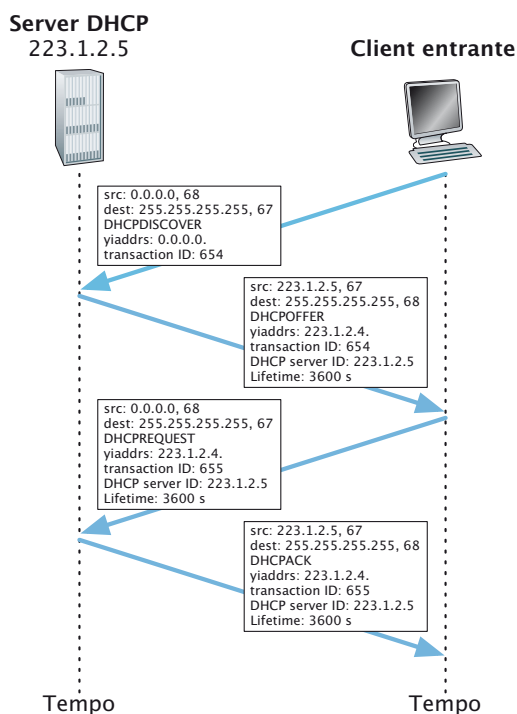 Server DHCP
223.1.2.5
Client entrante
src: 0.0.0.0, 68
dest: 255.255.255.255, 67
DHCPDISCOVER
yiaddrs: 0.0.0.0.
transaction ID: 654
src: 223.1.2.5, 67
dest: 255.255.255.255, 68
DHCPOFFER
yiaddrs: 223.1.2.4.
transaction ID: 654
DHCP server ID: 223.1.2.5
Lifetime: 3600 s
src: 0.0.0.0, 68
dest: 255.255.255.255, 67
DHCPREQUEST
yiaddrs: 223.1.2.4.
transaction ID: 655
DHCP server ID: 223.1.2.5
Lifetime: 3600 s
src: 223.1.2.5, 67
dest: 255.255.255.255, 68
DHCPACK
yiaddrs: 223.1.2.4.
transaction ID: 655
DHCP server ID: 223.1.2.5
Lifetime: 3600 s
Tempo
Tempo